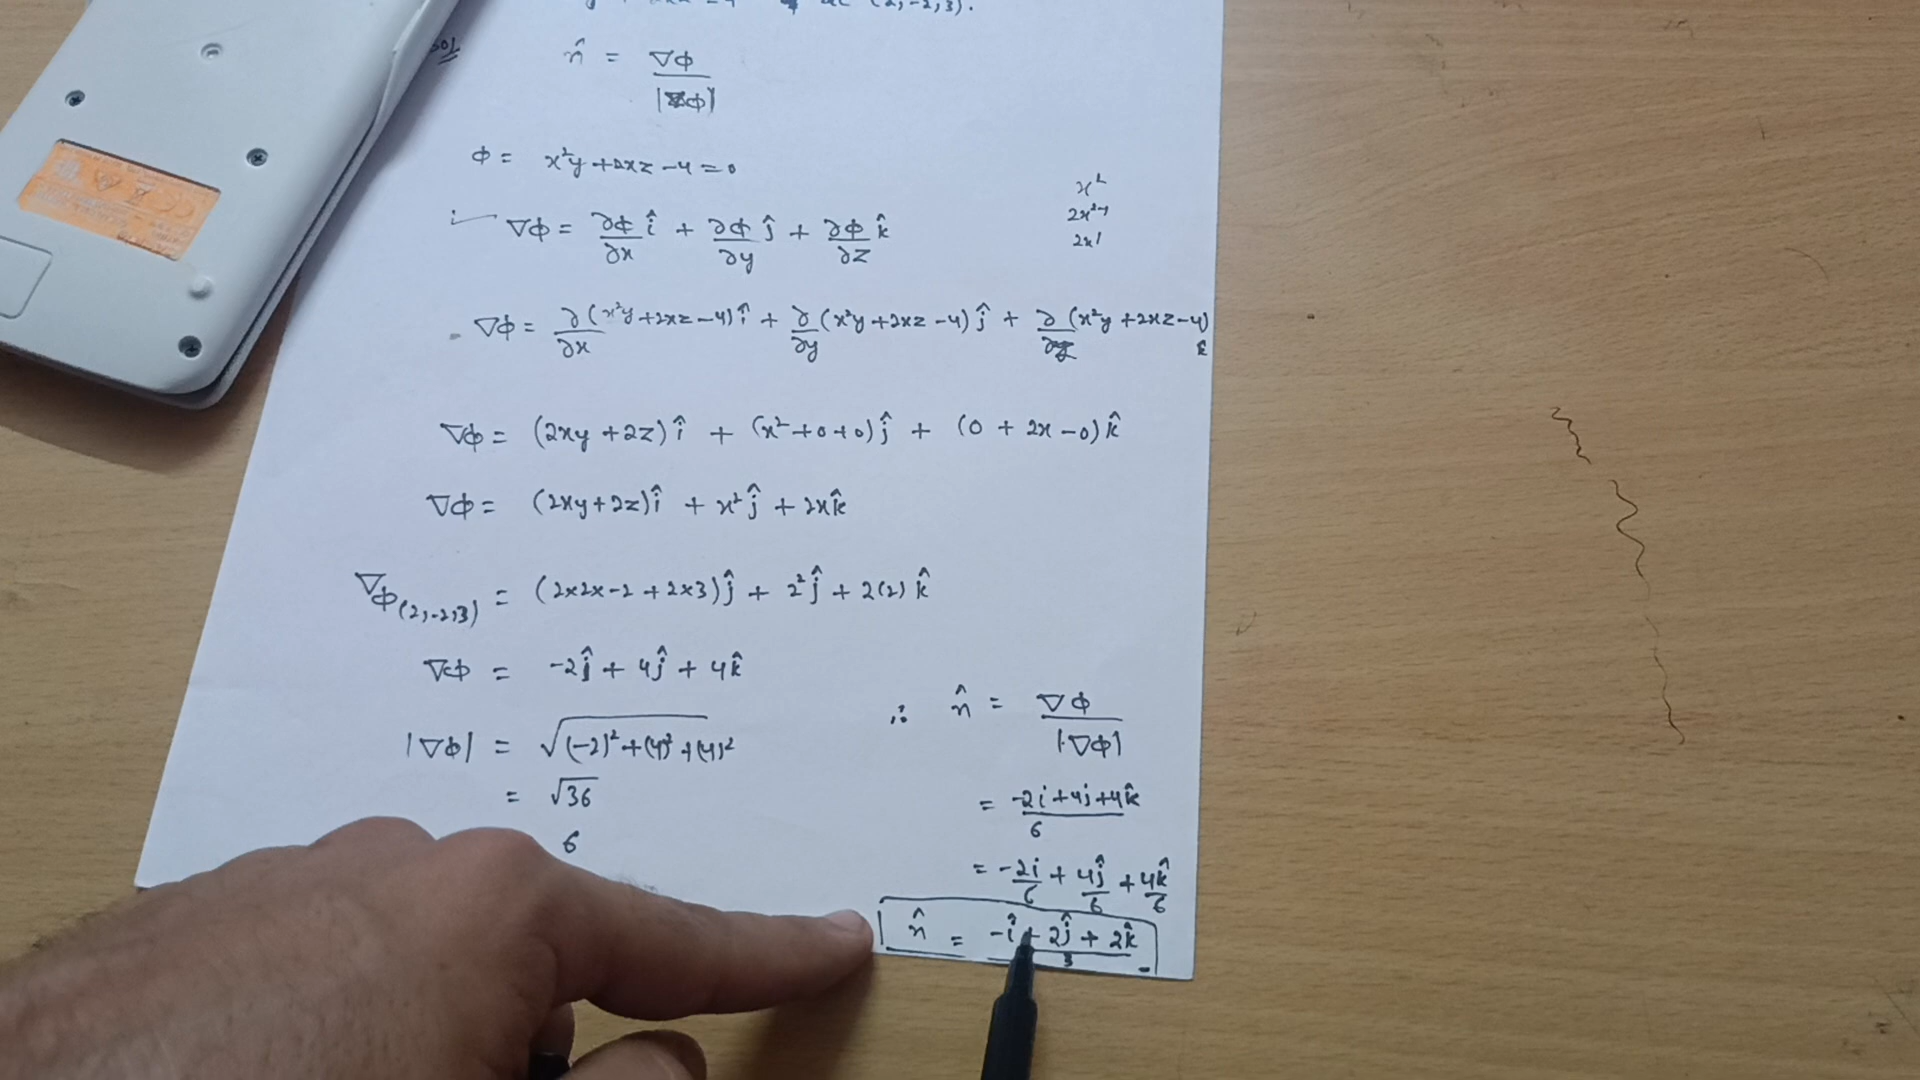 at (2,-2,3).
sol
n̂ = ∇ϕ
|∇ϕ|
ϕ = x²y + 2xz - 4 = 0
x²
2x²⁻¹
2x¹
∇ϕ = ∂ϕ/∂x î + ∂ϕ/∂y ĵ + ∂ϕ/∂z k̂
∇ϕ = ∂/∂x (x²y + 2xz - 4) î + ∂/∂y (x²y + 2xz - 4) ĵ + ∂/∂z (x²y + 2xz - 4) k̂
∇ϕ = (2xy + 2z) î + (x² + 0 + 0) ĵ + (0 + 2x - 0) k̂
∇ϕ = (2xy + 2z) î + x² ĵ + 2x k̂
∇ϕ(2,-2,3) = (2x2x-2 + 2x3) ĵ + 2² ĵ + 2(2) k̂
∇ϕ = -2ĵ + 4ĵ + 4k̂
|∇ϕ| = √(-2)² + (4)² + (4)²
= √36
6
∴ n̂ = ∇ϕ
|∇ϕ|
= -2i + 4j + 4k̂
6
= -2i/6 + 4ĵ/6 + 4k̂/6
n̂ = -î + 2ĵ + 2k̂
3